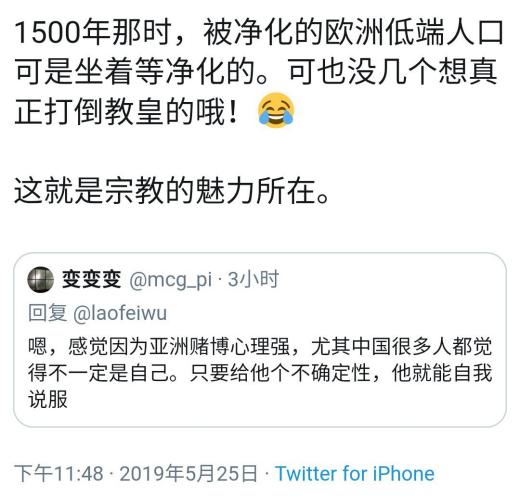 1500年那时，被净化的欧洲低端人口
可是坐着等净化的。可也没几个想真
正打倒教皇的哦！😂
这就是宗教的魅力所在。
变变变 @mcg_pi · 3小时
回复 @laofeiwu
嗯，感觉因为亚洲赌博心理强，尤其中国很多人都觉
得不一定是自己。只要给他个不确定性，他就能自我
说服
下午11:48 · 2019年5月25日 · Twitter for iPhone